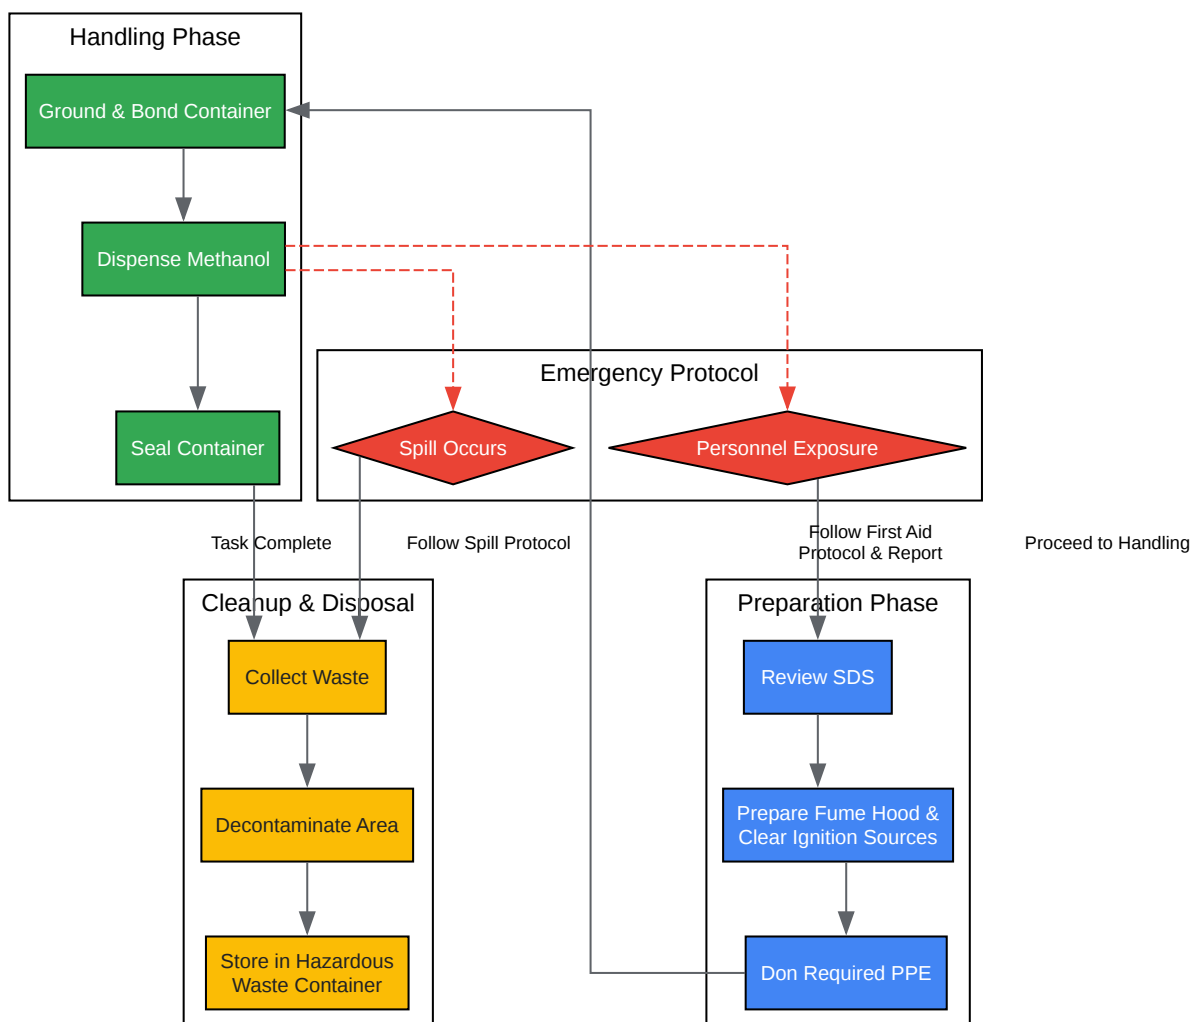 Handling Phase
Ground & Bond Container
Dispense Methanol
Seal Container
Emergency Protocol
Spill Occurs
Personnel Exposure
Task Complete
Follow Spill Protocol
Follow First Aid
Protocol & Report
Proceed to Handling
Cleanup & Disposal
Collect Waste
Decontaminate Area
Store in Hazardous
Waste Container
Preparation Phase
Review SDS
Prepare Fume Hood &
Clear Ignition Sources
Don Required PPE